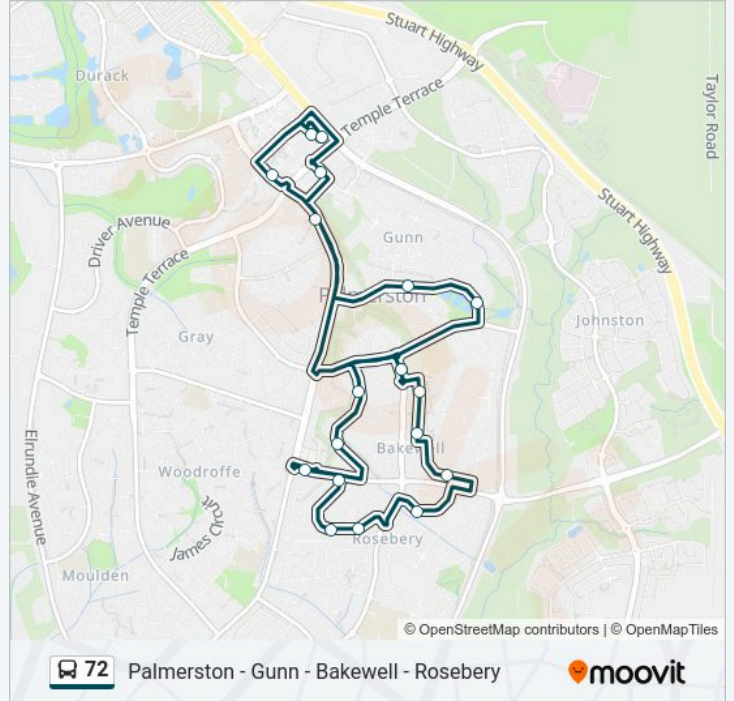 Stuart Highway
Durack
Temple Terrace
Taylor Road
Driver Avenue
Gunn
Stuart Highway
Temple Terrace
Palmerston
Johnston
Gray
Elrundie Avenue
Bakewell
Woodroffe
James Circuit
Rosebery
Moulden
© OpenStreetMap contributors | © OpenMapTiles
72 Palmerston - Gunn - Bakewell - Rosebery
moovit